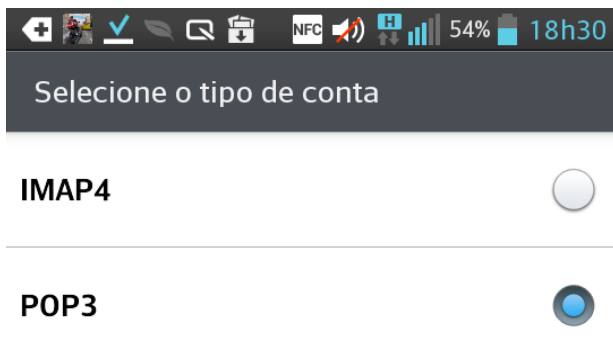 NFC H 54% 18h30
Selecione o tipo de conta
IMAP4
POP3